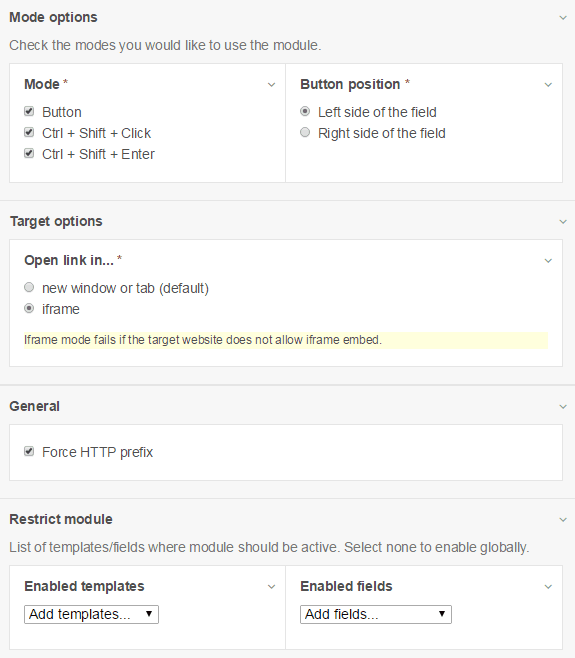 Mode options
Check the modes you would like to use the module.
Mode *
Button
Ctrl + Shift + Click
Ctrl + Shift + Enter
Button position *
Left side of the field
Right side of the field
Target options
Open link in... *
new window or tab (default)
iframe
Iframe mode fails if the target website does not allow iframe embed.
General
Force HTTP prefix
Restrict module
List of templates/fields where module should be active. Select none to enable globally.
Enabled templates
Add templates...
Enabled fields
Add fields...